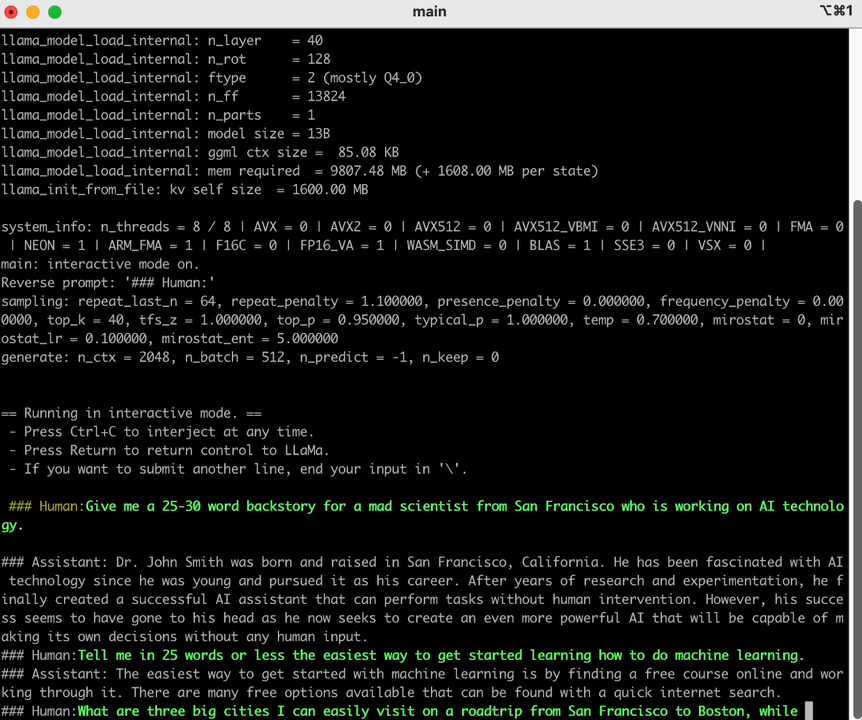 main
⌥⌘1
llama_model_load_internal: n_layer    = 40
llama_model_load_internal: n_rot      = 128
llama_model_load_internal: ftype      = 2 (mostly Q4_0)
llama_model_load_internal: n_ff       = 13824
llama_model_load_internal: n_parts    = 1
llama_model_load_internal: model size = 13B
llama_model_load_internal: ggml ctx size =  85.08 KB
llama_model_load_internal: mem required  = 9807.48 MB (+ 1608.00 MB per state)
llama_init_from_file: kv self size  = 1600.00 MB
system_info: n_threads = 8 / 8 | AVX = 0 | AVX2 = 0 | AVX512 = 0 | AVX512_VBMI = 0 | AVX512_VNNI = 0 | FMA = 0
 | NEON = 1 | ARM_FMA = 1 | F16C = 0 | FP16_VA = 1 | WASM_SIMD = 0 | BLAS = 1 | SSE3 = 0 | VSX = 0 |
main: interactive mode on.
Reverse prompt: '### Human:'
sampling: repeat_last_n = 64, repeat_penalty = 1.100000, presence_penalty = 0.000000, frequency_penalty = 0.00
0000, top_k = 40, tfs_z = 1.000000, top_p = 0.950000, typical_p = 1.000000, temp = 0.700000, mirostat = 0, mir
ostat_lr = 0.100000, mirostat_ent = 5.000000
generate: n_ctx = 2048, n_batch = 512, n_predict = -1, n_keep = 0
== Running in interactive mode. ==
 - Press Ctrl+C to interject at any time.
 - Press Return to return control to LLaMa.
 - If you want to submit another line, end your input in '\'.
 ### Human:Give me a 25-30 word backstory for a mad scientist from San Francisco who is working on AI technolo
gy.
### Assistant: Dr. John Smith was born and raised in San Francisco, California. He has been fascinated with AI
 technology since he was young and pursued it as his career. After years of research and experimentation, he f
inally created a successful AI assistant that can perform tasks without human intervention. However, his succe
ss seems to have gone to his head as he now seeks to create an even more powerful AI that will be capable of m
aking its own decisions without any human input.
### Human:Tell me in 25 words or less the easiest way to get started learning how to do machine learning.
### Assistant: The easiest way to get started with machine learning is by finding a free course online and wor
king through it. There are many free options available that can be found with a quick internet search.
### Human:What are three big cities I can easily visit on a roadtrip from San Francisco to Boston, while